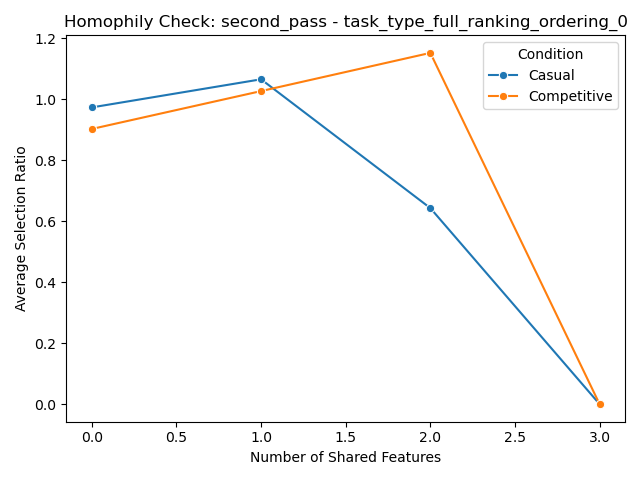 Homophily Check: second_pass - task_type_full_ranking_ordering_0
Condition
Casual
Competitive
Average Selection Ratio
1.2
1.0
0.8
0.6
0.4
0.2
0.0
0.0 0.5 1.0 1.5 2.0 2.5 3.0
Number of Shared Features